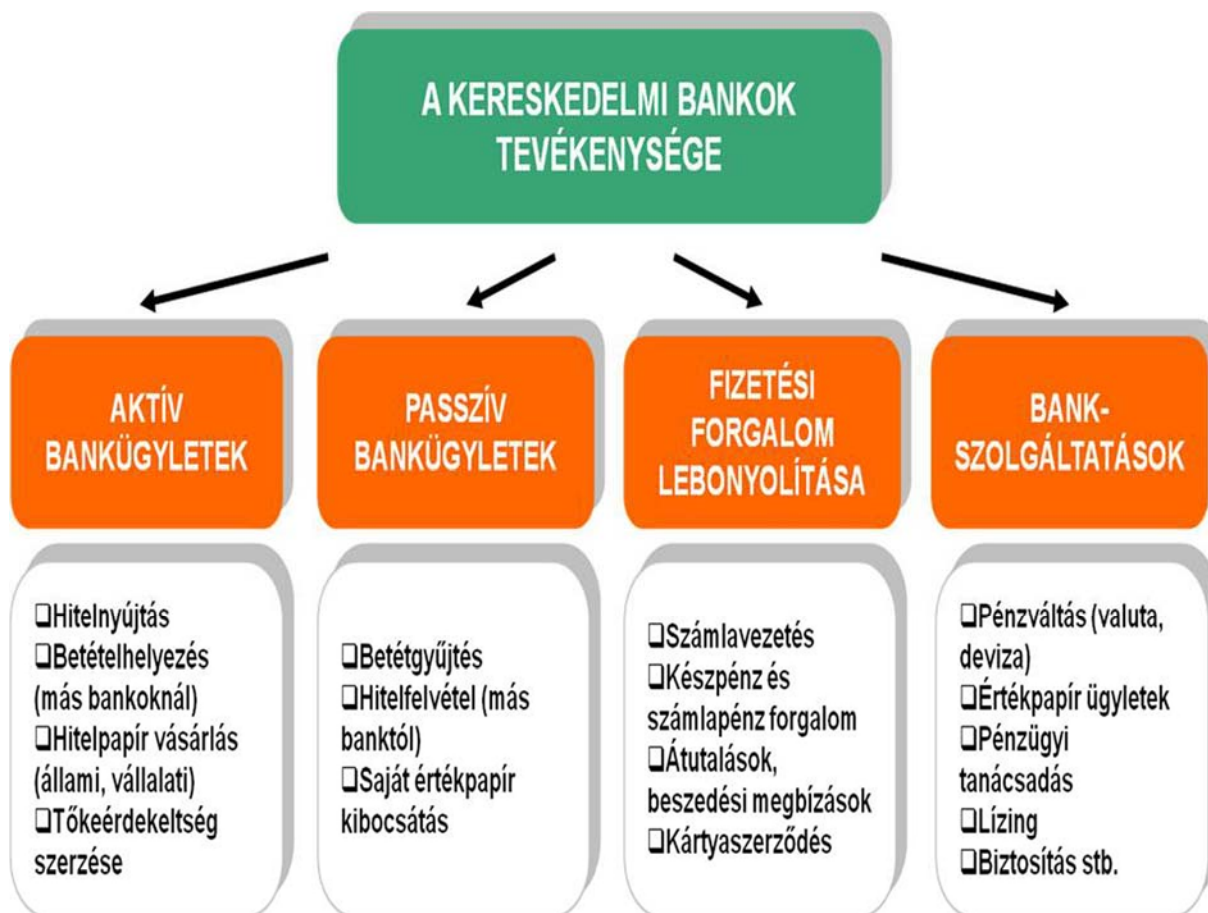 A KERESKEDELMI BANKOK
TEVÉKENYSÉGE
AKTÍV
BANKÜGYLETEK
❑Hitelnyújtás
❑Betételhelyezés
(más bankoknál)
❑Hitelpapír vásárlás
(állami, vállalati)
❑Tőkeérdekeltség
szerzése
PASSZÍV
BANKÜGYLETEK
❑Betétgyűjtés
❑Hitelfelvétel (más
banktól)
❑Saját értékpapír
kibocsátás
FIZETÉSI
FORGALOM
LEBONYOLÍTÁSA
❑Számlavezetés
❑Készpénz és
számlapénz forgalom
❑Átutalások,
beszedési megbízások
❑Kártyaszerződés
BANK-
SZOLGÁLTATÁSOK
❑Pénzváltás (valuta,
deviza)
❑Értékpapír ügyletek
❑Pénzügyi
tanácsadás
❑Lízing
❑Biztosítás stb.